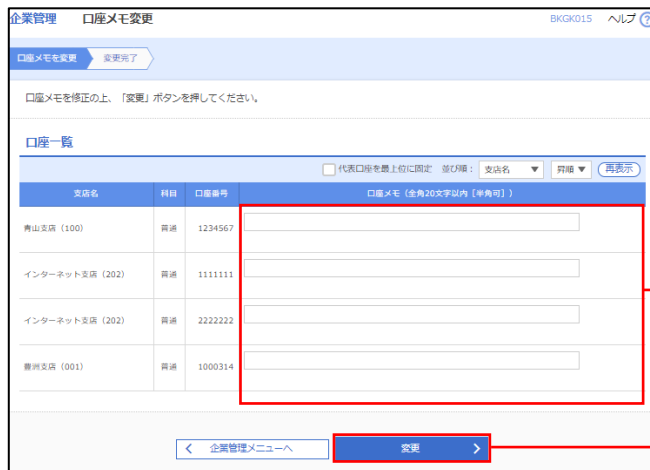 企業管理 口座メモ変更 BKGK015 ヘルプ ?
口座メモを変更 変更完了
口座メモを修正の上、「変更」ボタンを押してください。
口座一覧
代表口座を最上位に固定 並び順： 支店名 ▼ 昇順 ▼ 再表示
支店名 科目 口座番号 口座メモ（全角20文字以内［半角可］）
青山支店（100） 普通 1234567
インターネット支店（202） 普通 1111111
インターネット支店（202） 普通 2222222
豊洲支店（001） 普通 1000314
企業管理メニューへ 変更